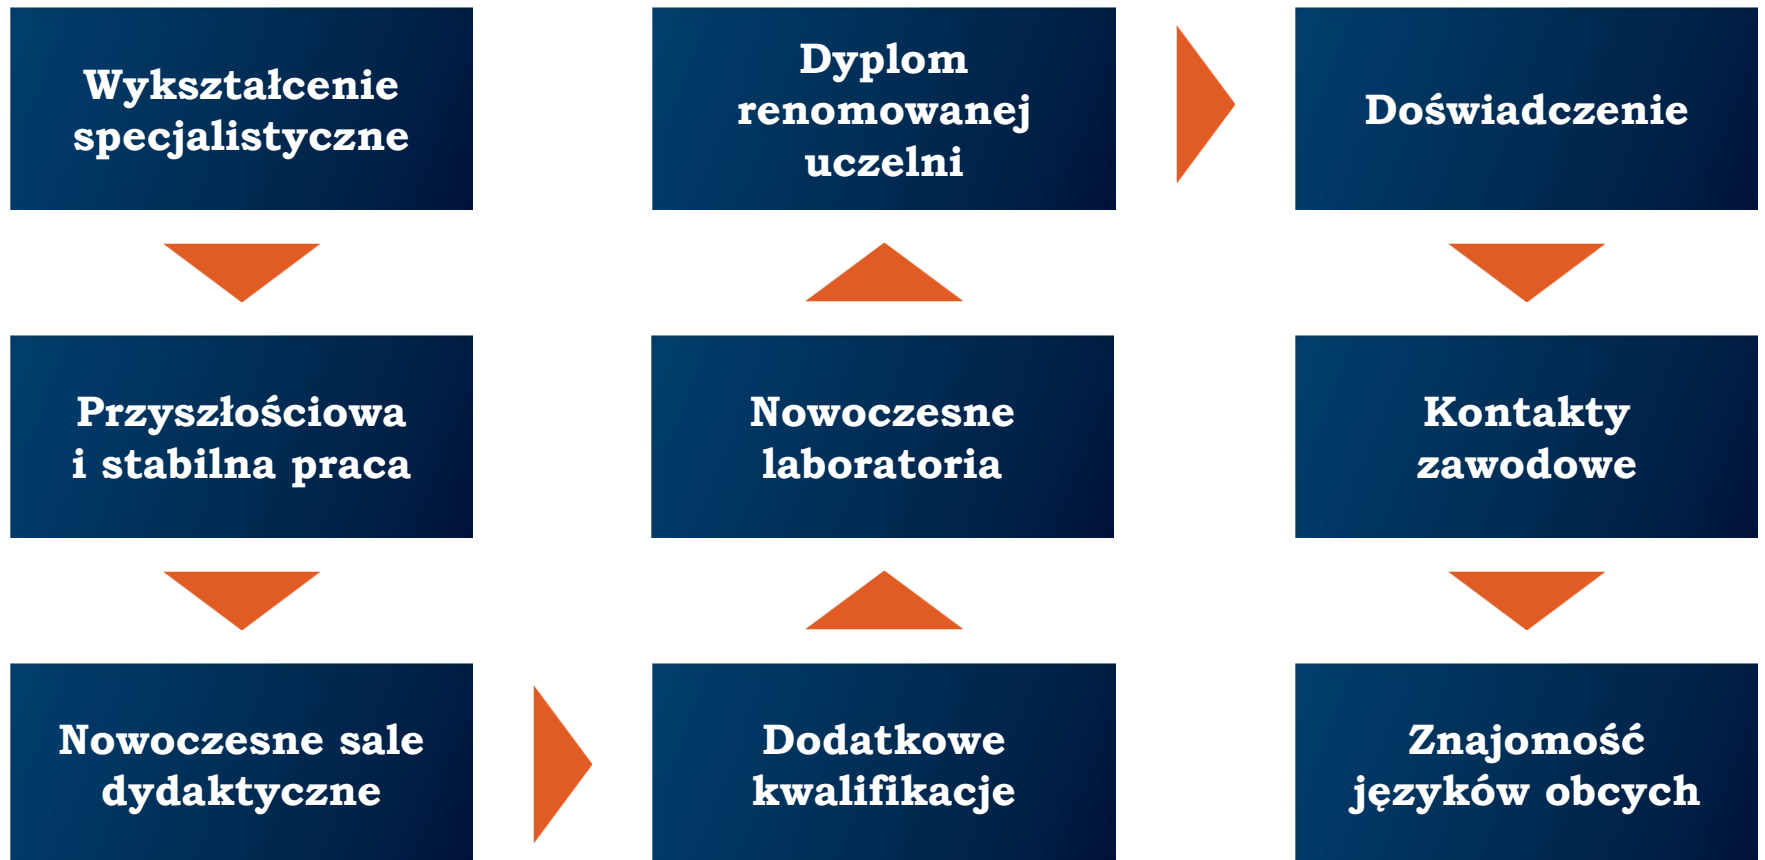 Wykształcenie
specjalistyczne
Przyszłościowa
i stabilna praca
Nowoczesne sale
dydaktyczne
Dodatkowe
kwalifikacje
Nowoczesne
laboratoria
Dyplom
renomowanej
uczelni
Doświadczenie
Kontakty
zawodowe
Znajomość
języków obcych